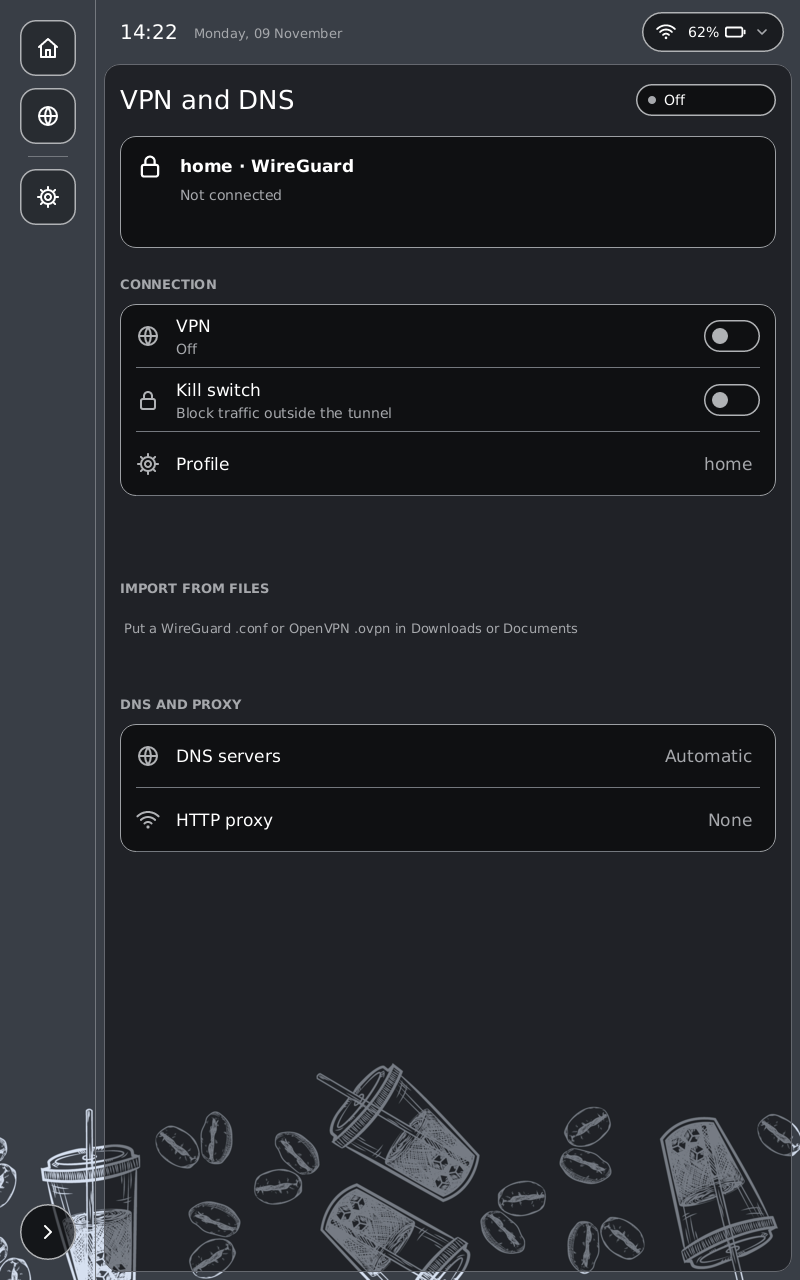 14:22 Monday, 09 November 62%
VPN and DNS Off
home · WireGuard
Not connected
CONNECTION
VPN
Off
Kill switch
Block traffic outside the tunnel
Profile home
IMPORT FROM FILES
Put a WireGuard .conf or OpenVPN .ovpn in Downloads or Documents
DNS AND PROXY
DNS servers Automatic
HTTP proxy None